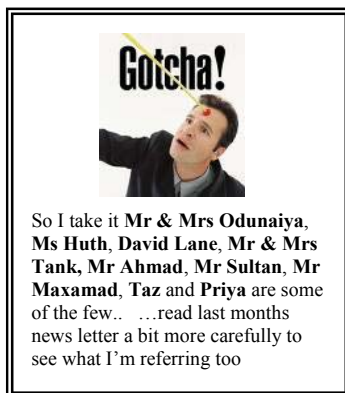 Gotcha!
So I take it Mr & Mrs Odunaiya,
Ms Huth, David Lane, Mr & Mrs
Tank, Mr Ahmad, Mr Sultan, Mr
Maxamad, Taz and Priya are some
of the few.. …read last months
news letter a bit more carefully to
see what I'm referring too